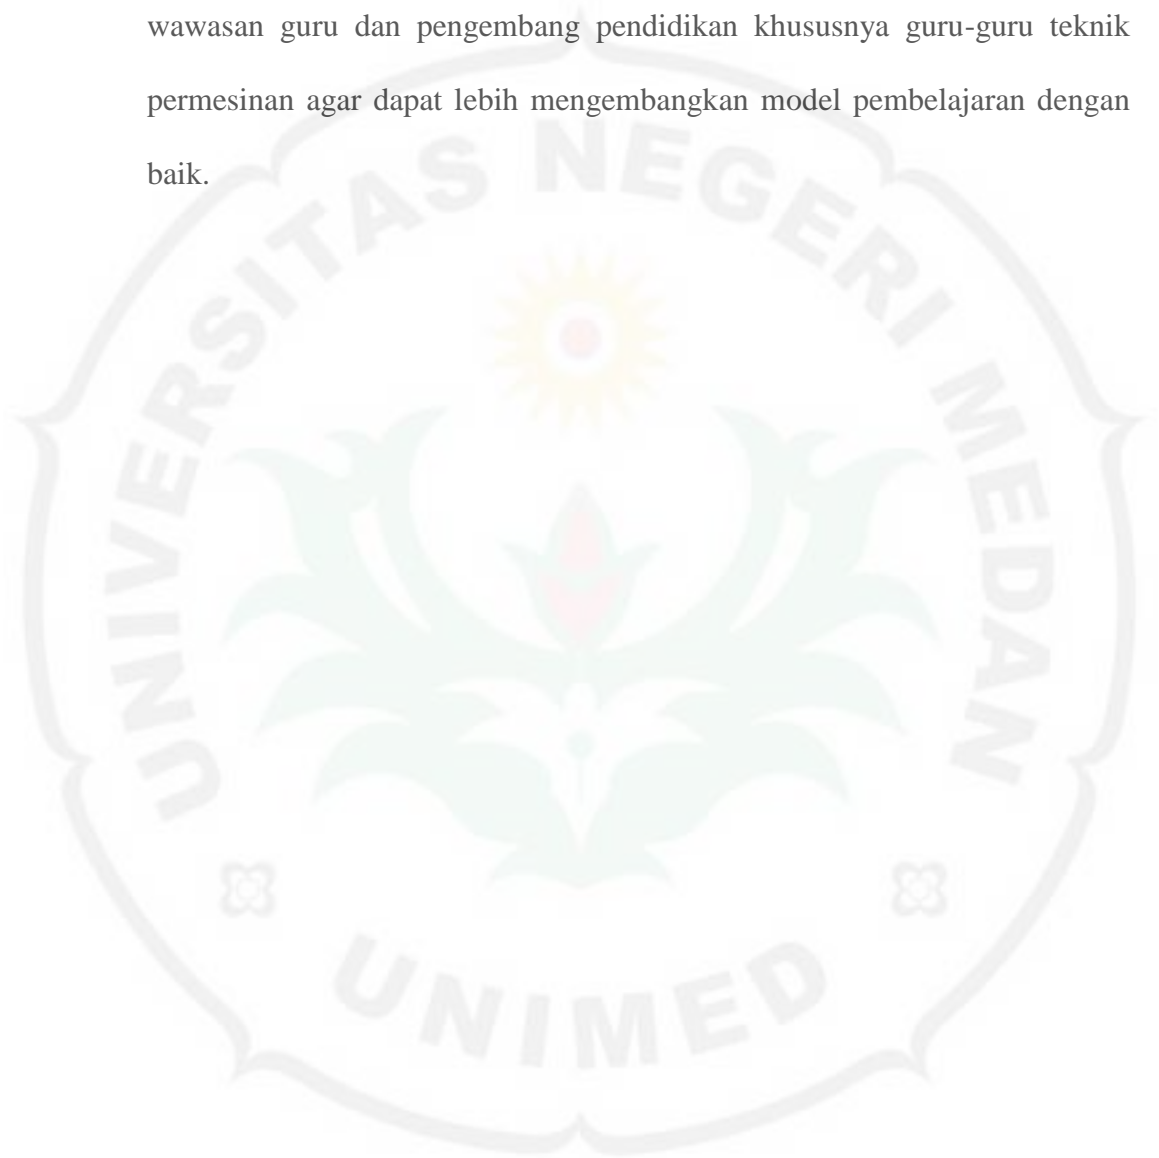 wawasan guru dan pengembang pendidikan khususnya guru-guru teknik
permesinan agar dapat lebih mengembangkan model pembelajaran dengan
baik.
UNIVERSITAS NEGERI MEDAN
UNIMED